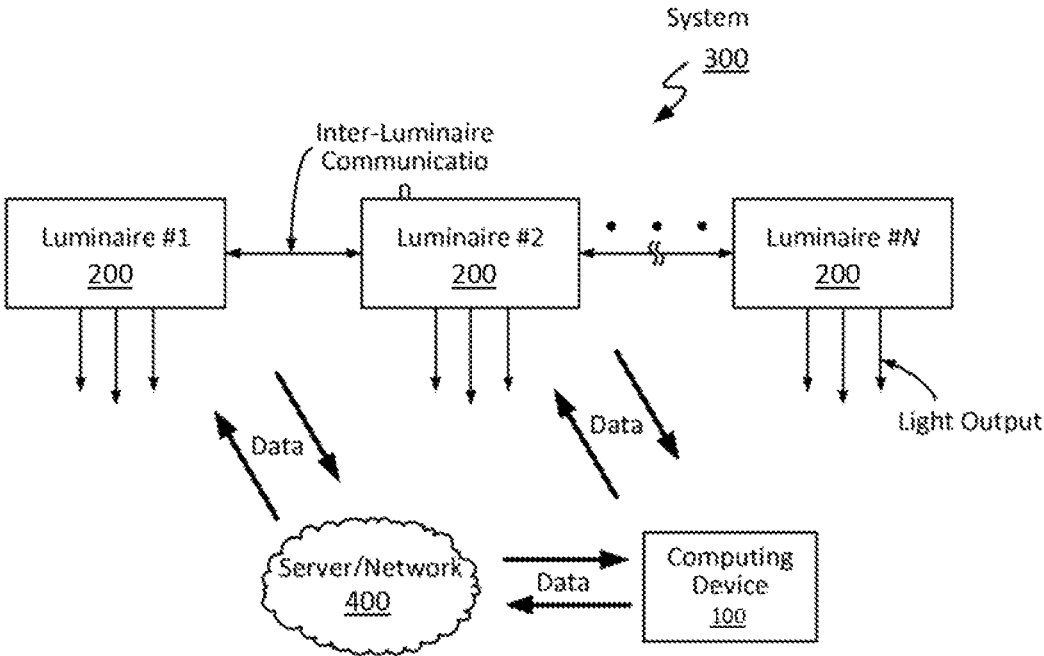 System
300
Inter-Luminaire
Communicatio
n
Luminaire #1
200
Luminaire #2
200
Luminaire #N
200
Light Output
Data
Data
Server/Network
400
Data
Computing
Device
100